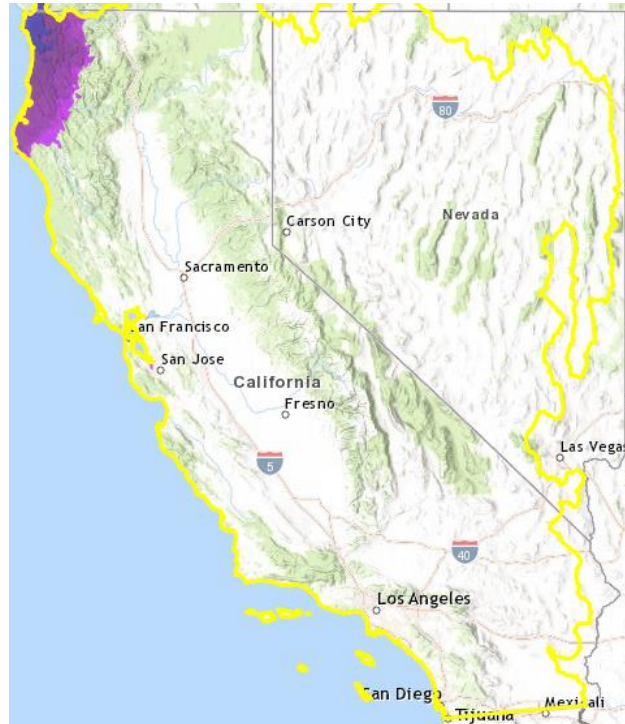 80
Nevada
Carson City
Sacramento
San Francisco
San Jose
California
Fresno
5
Las Vegas
40
Los Angeles
San Diego
Tijuana
Mexicali